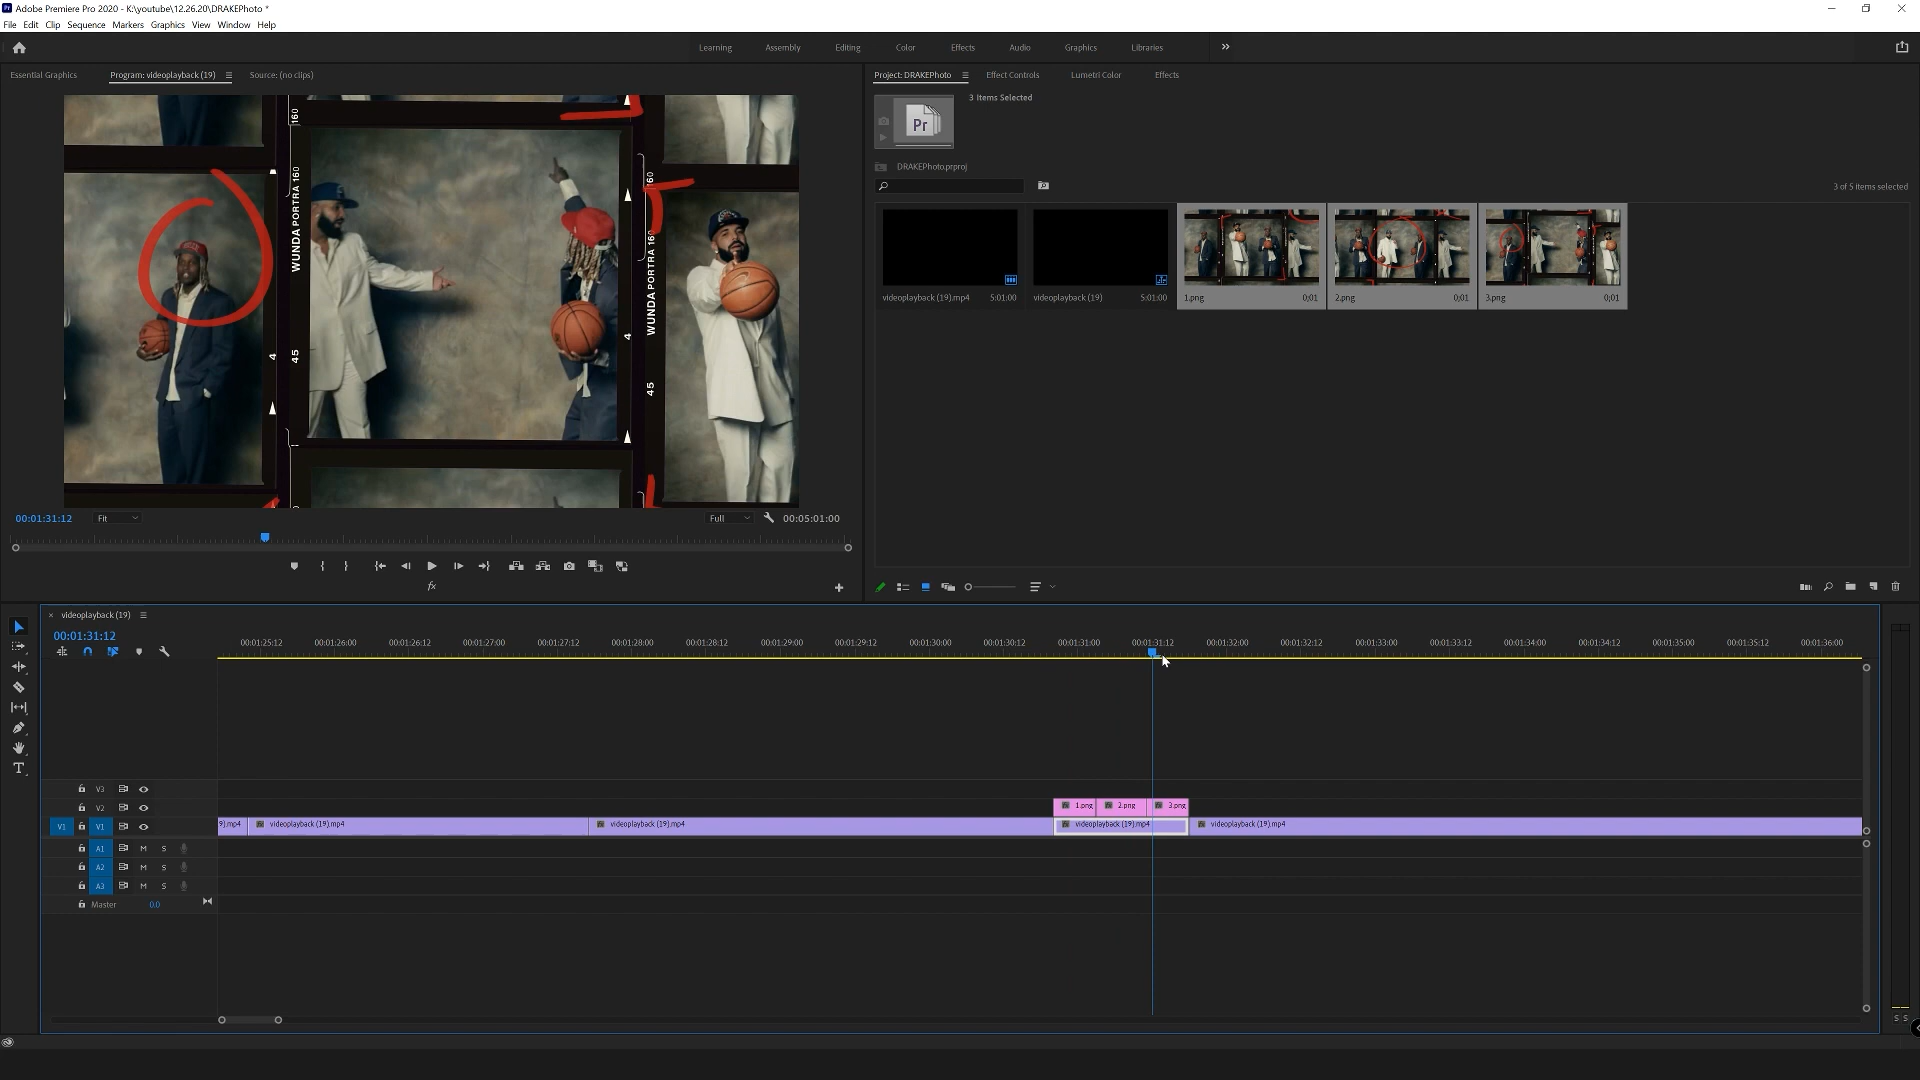 Adobe Premiere Pro 2020 - K:\youtube\12.26.20\DRAKEPhoto *
File Edit Clip Sequence Markers Graphics View Window Help
Learning Assembly Editing Color Effects Audio Graphics Libraries
Essential Graphics Program: videoplayback (19) Source: (no clips)
Project: DRAKEPhoto Effect Controls Lumetri Color Effects
3 Items Selected
Pr
DRAKEPhoto.prproj
3 of 5 items selected
videoplayback (19).mp4 5:01:00
videoplayback (19) 5:01:00
1.png 0;01
2.png 0;01
3.png 0;01
160
WUNDA PORTRA 160
45
4
160
WUNDA PORTRA 160
45
4
00:01:31:12 Fit Full 00:05:01:00
fx
videoplayback (19)
00:01:31:12
00:01:25:12 00:01:26:00 00:01:26:12 00:01:27:00 00:01:27:12 00:01:28:00 00:01:28:12 00:01:29:00 00:01:29:12 00:01:30:00 00:01:30:12 00:01:31:00 00:01:31:12 00:01:32:00 00:01:32:12 00:01:33:00 00:01:33:12 00:01:34:00 00:01:34:12 00:01:35:00 00:01:35:12 00:01:36:00
V3
V2 1.png 2.png 3.png
V1 V1 9).mp4 videoplayback (19).mp4 videoplayback (19).mp4 videoplayback (19).mp4 videoplayback (19).mp4
A1 M S
A2 M S
A3 M S
Master 0.0
S S